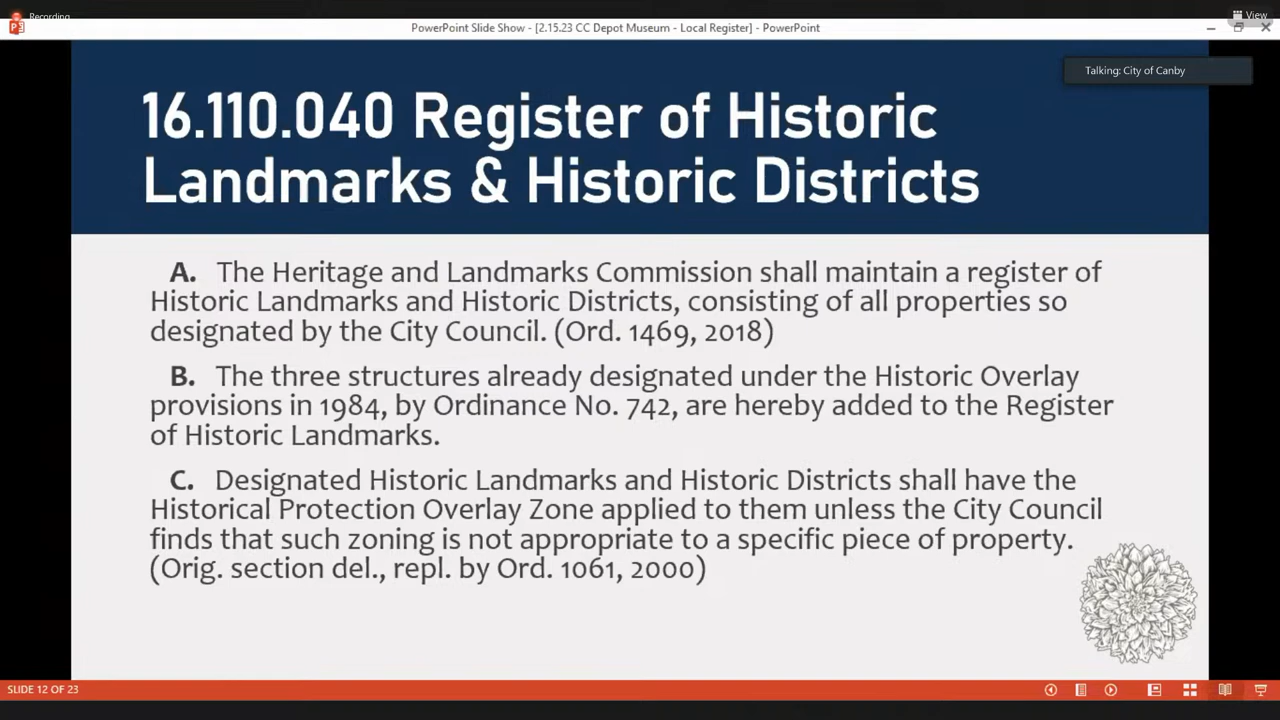 Recording
View
PowerPoint Slide Show - [2.15.23 CC Depot Museum - Local Register] - PowerPoint
Talking: City of Canby
16.110.040 Register of Historic
Landmarks & Historic Districts
A. The Heritage and Landmarks Commission shall maintain a register of
Historic Landmarks and Historic Districts, consisting of all properties so
designated by the City Council. (Ord. 1469, 2018)
B. The three structures already designated under the Historic Overlay
provisions in 1984, by Ordinance No. 742, are hereby added to the Register
of Historic Landmarks.
C. Designated Historic Landmarks and Historic Districts shall have the
Historical Protection Overlay Zone applied to them unless the City Council
finds that such zoning is not appropriate to a specific piece of property.
(Orig. section del., repl. by Ord. 1061, 2000)
SLIDE 12 OF 23